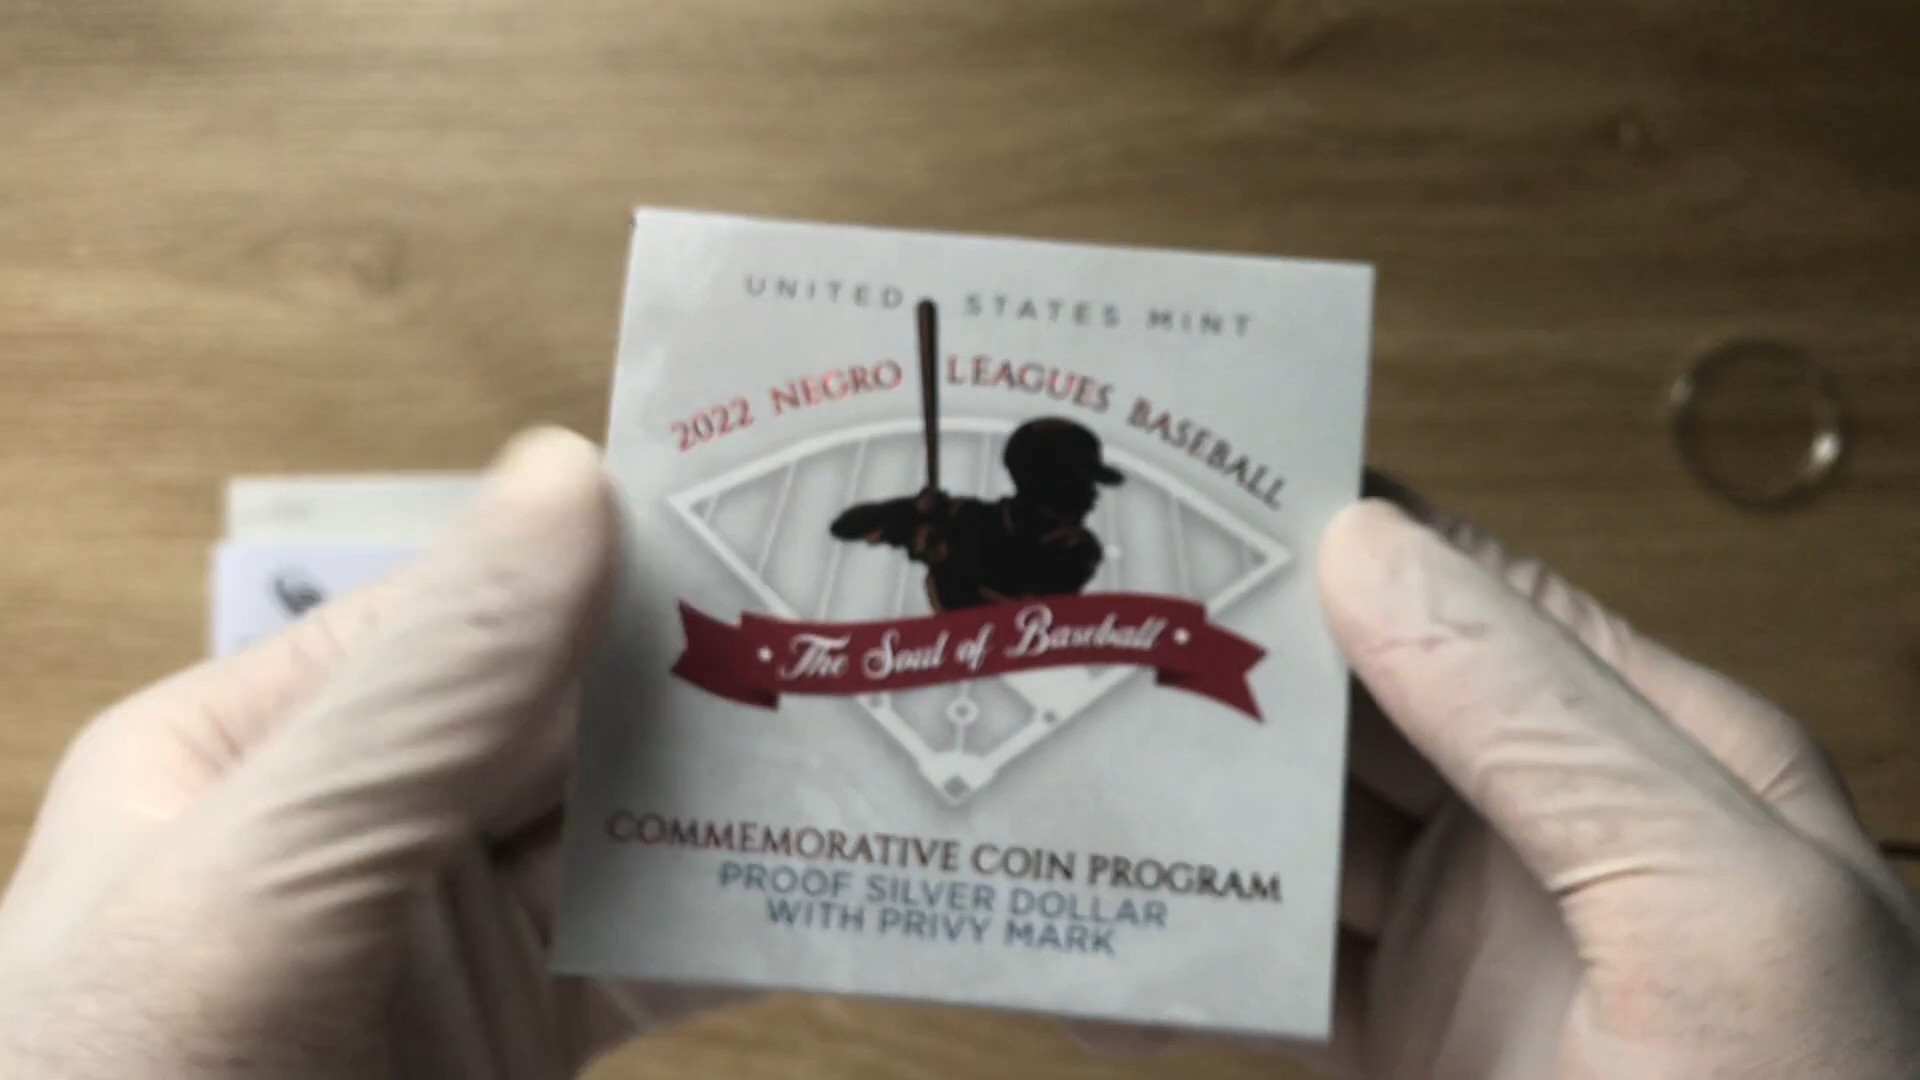 UNITED STATES MINT
2022 NEGRO LEAGUES BASEBALL
• The Soul of Baseball •
COMMEMORATIVE COIN PROGRAM
PROOF SILVER DOLLAR
WITH PRIVY MARK